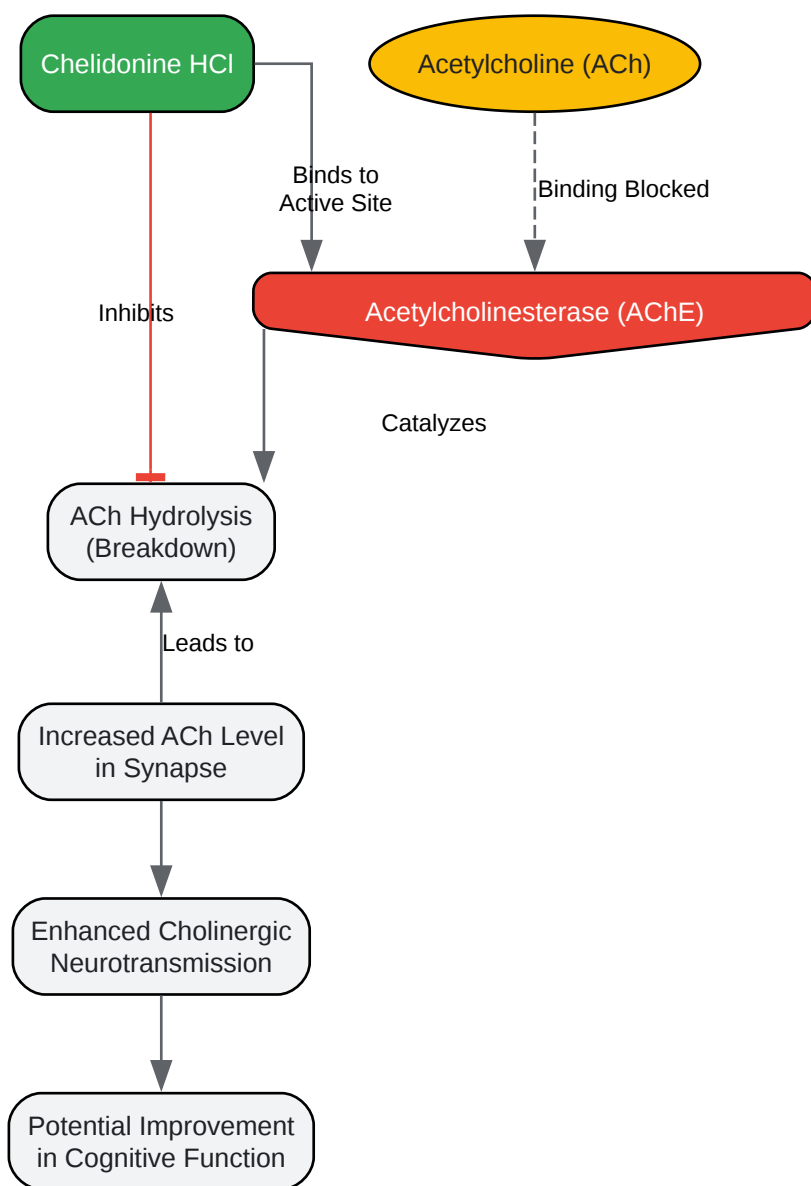 Chelidonine HCl
Acetylcholine (ACh)
Binds to
Active Site
Binding Blocked
Inhibits
Acetylcholinesterase (AChE)
Catalyzes
ACh Hydrolysis
(Breakdown)
Leads to
Increased ACh Level
in Synapse
Enhanced Cholinergic
Neurotransmission
Potential Improvement
in Cognitive Function